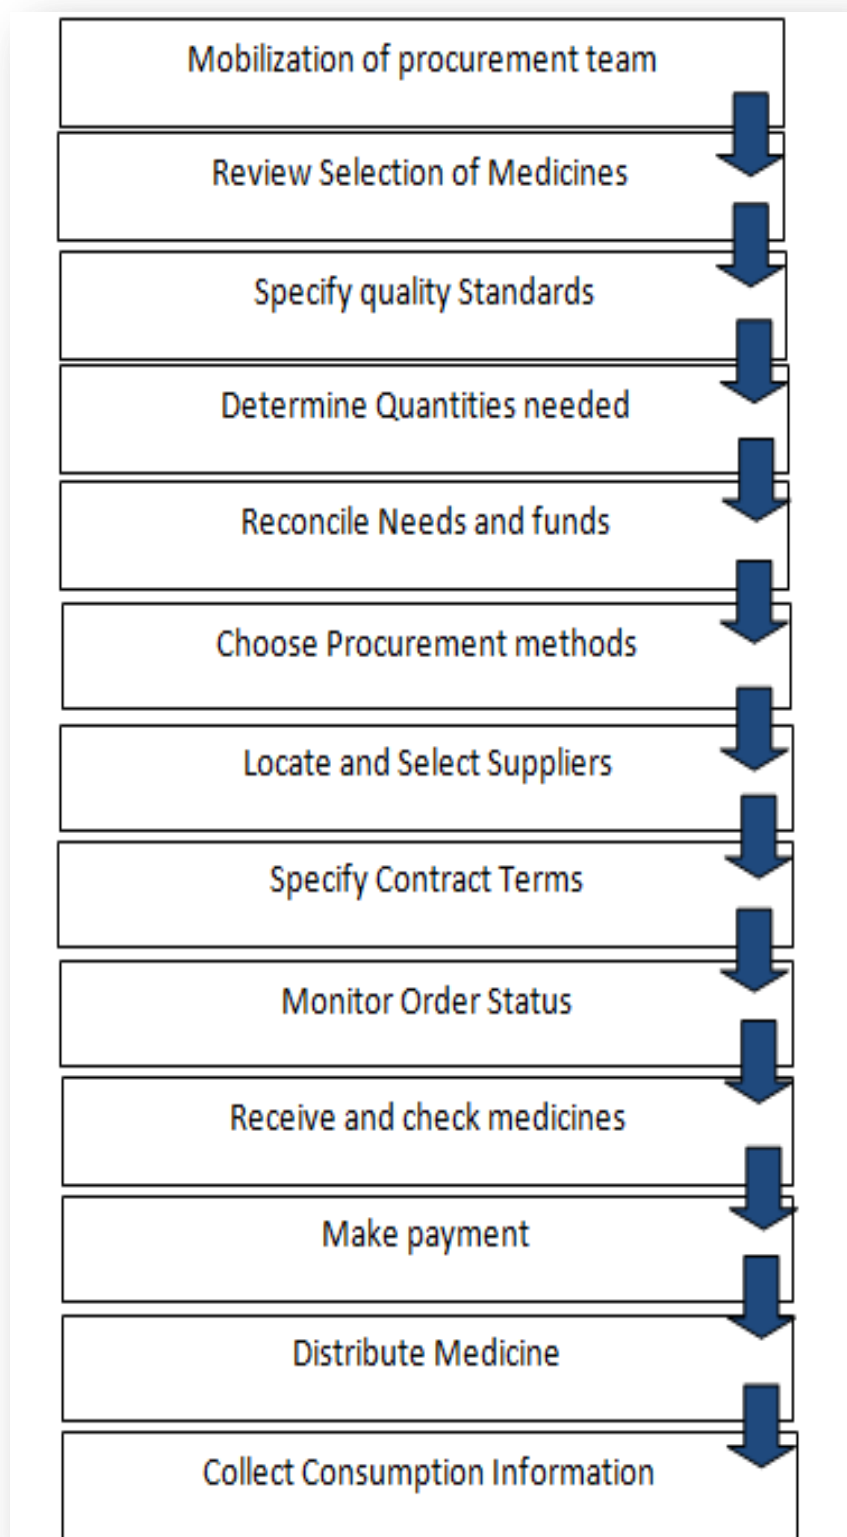 Mobilization of procurement team
Review Selection of Medicines
Specify quality Standards
Determine Quantities needed
Reconcile Needs and funds
Choose Procurement methods
Locate and Select Suppliers
Specify Contract Terms
Monitor Order Status
Receive and check medicines
Make payment
Distribute Medicine
Collect Consumption Information